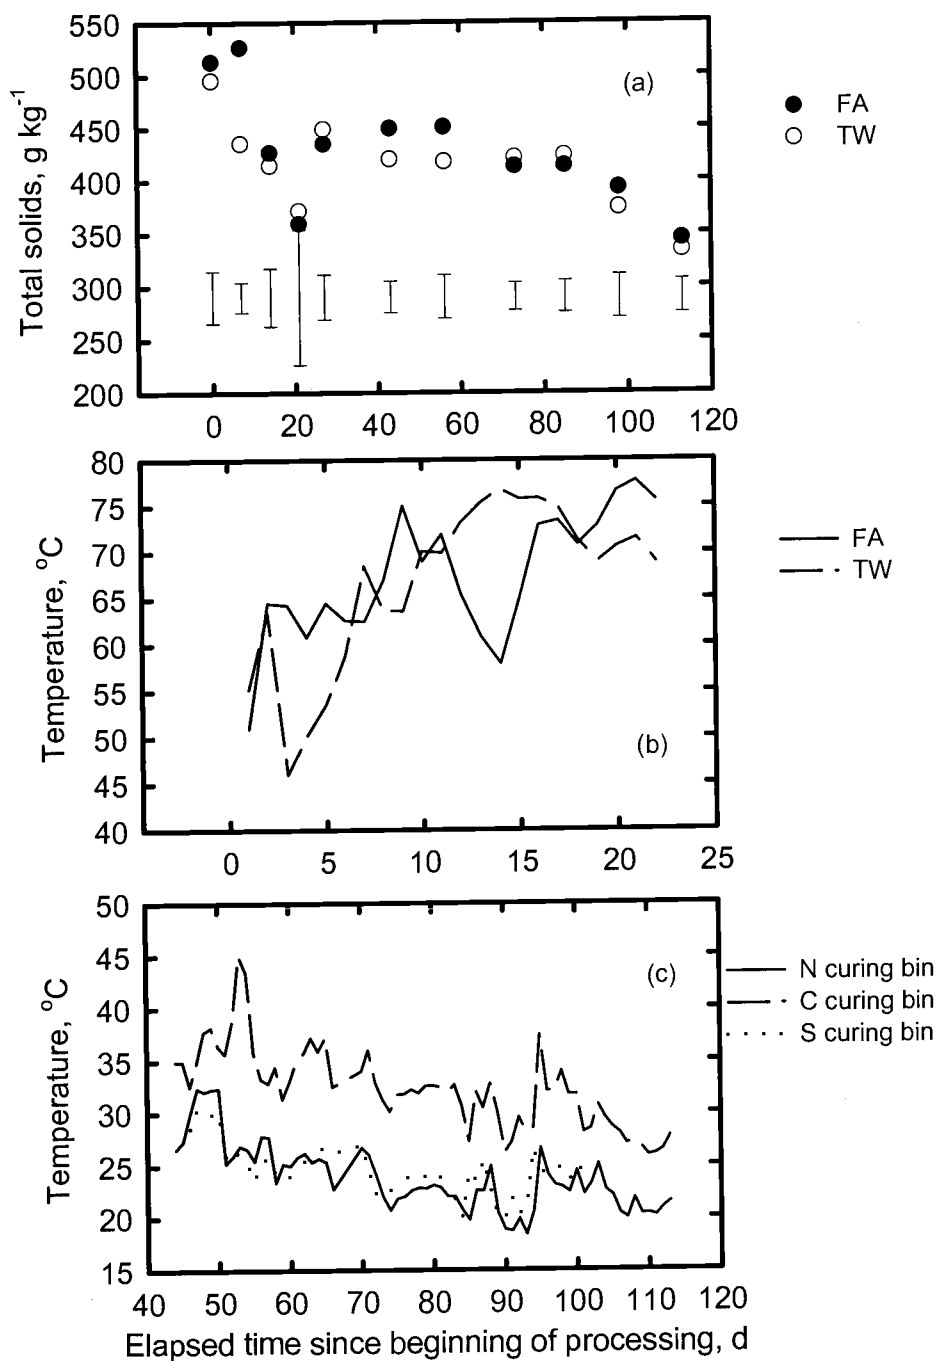 Total solids, g kg-1
550
500
450
400
350
300
250
200
(a)
FA
TW
0 20 40 60 80 100 120
Temperature, oC
80
75
70
65
60
55
50
45
40
(b)
FA
TW
0 5 10 15 20 25
Temperature, oC
50
45
40
35
30
25
20
15
(c)
N curing bin
C curing bin
S curing bin
40 50 60 70 80 90 100 110 120
Elapsed time since beginning of processing, d